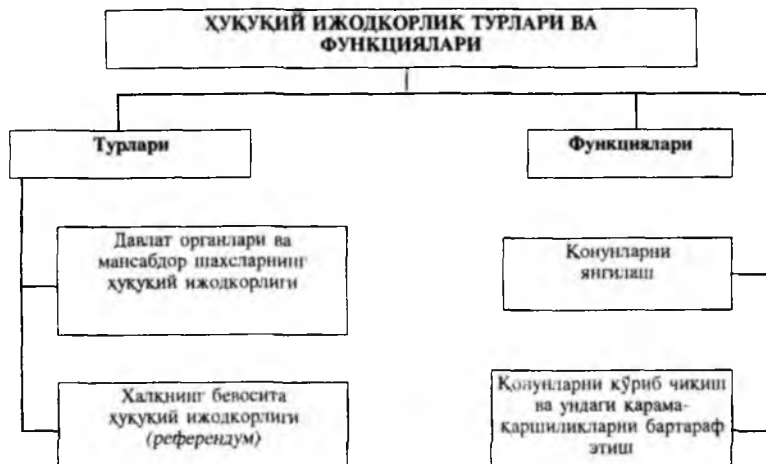 ҲУҚУҚИЙ ИЖОДКОРЛИК ТУРЛАРИ ВА
ФУНКЦИЯЛАРИ
Турлари
Функциялари
Давлат органлари ва
мансабдор шахсларнинг
ҳуқуқий ижодкорлиги
Қонунларни
янгилаш
Халқнинг бевосита
ҳуқуқий ижодкорлиги
(референдум)
Қонунларни кўриб чиқиш
ва ундаги қарама-
қаршиликларни бартараф
этиш